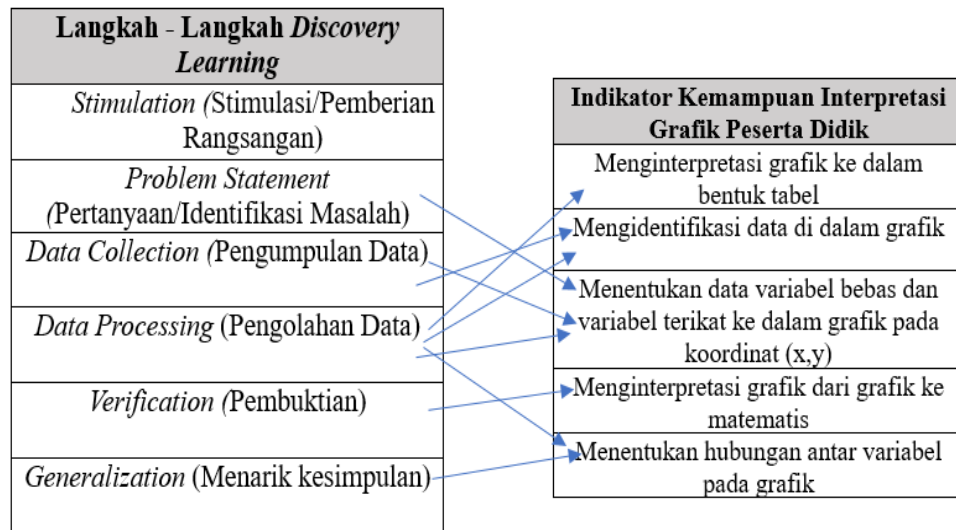 Langkah - Langkah Discovery
Learning
Stimulation (Stimulasi/Pemberian
Rangsangan)
Problem Statement
(Pertanyaan/Identifikasi Masalah)
Data Collection (Pengumpulan Data)
Data Processing (Pengolahan Data)
Verification (Pembuktian)
Generalization (Menarik kesimpulan)
Indikator Kemampuan Interpretasi
Grafik Peserta Didik
Menginterpretasi grafik ke dalam
bentuk tabel
Mengidentifikasi data di dalam grafik
Menentukan data variabel bebas dan
variabel terikat ke dalam grafik pada
koordinat (x,y)
Menginterpretasi grafik dari grafik ke
matematis
Menentukan hubungan antar variabel
pada grafik